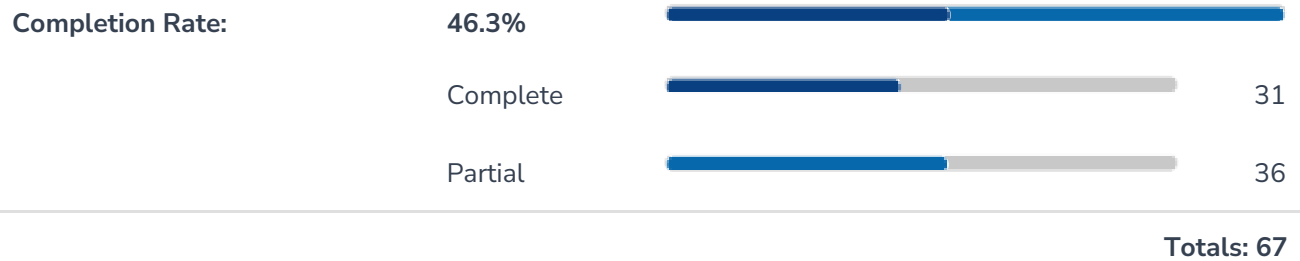 Completion Rate: 46.3%
Complete 31
Partial 36
Totals: 67